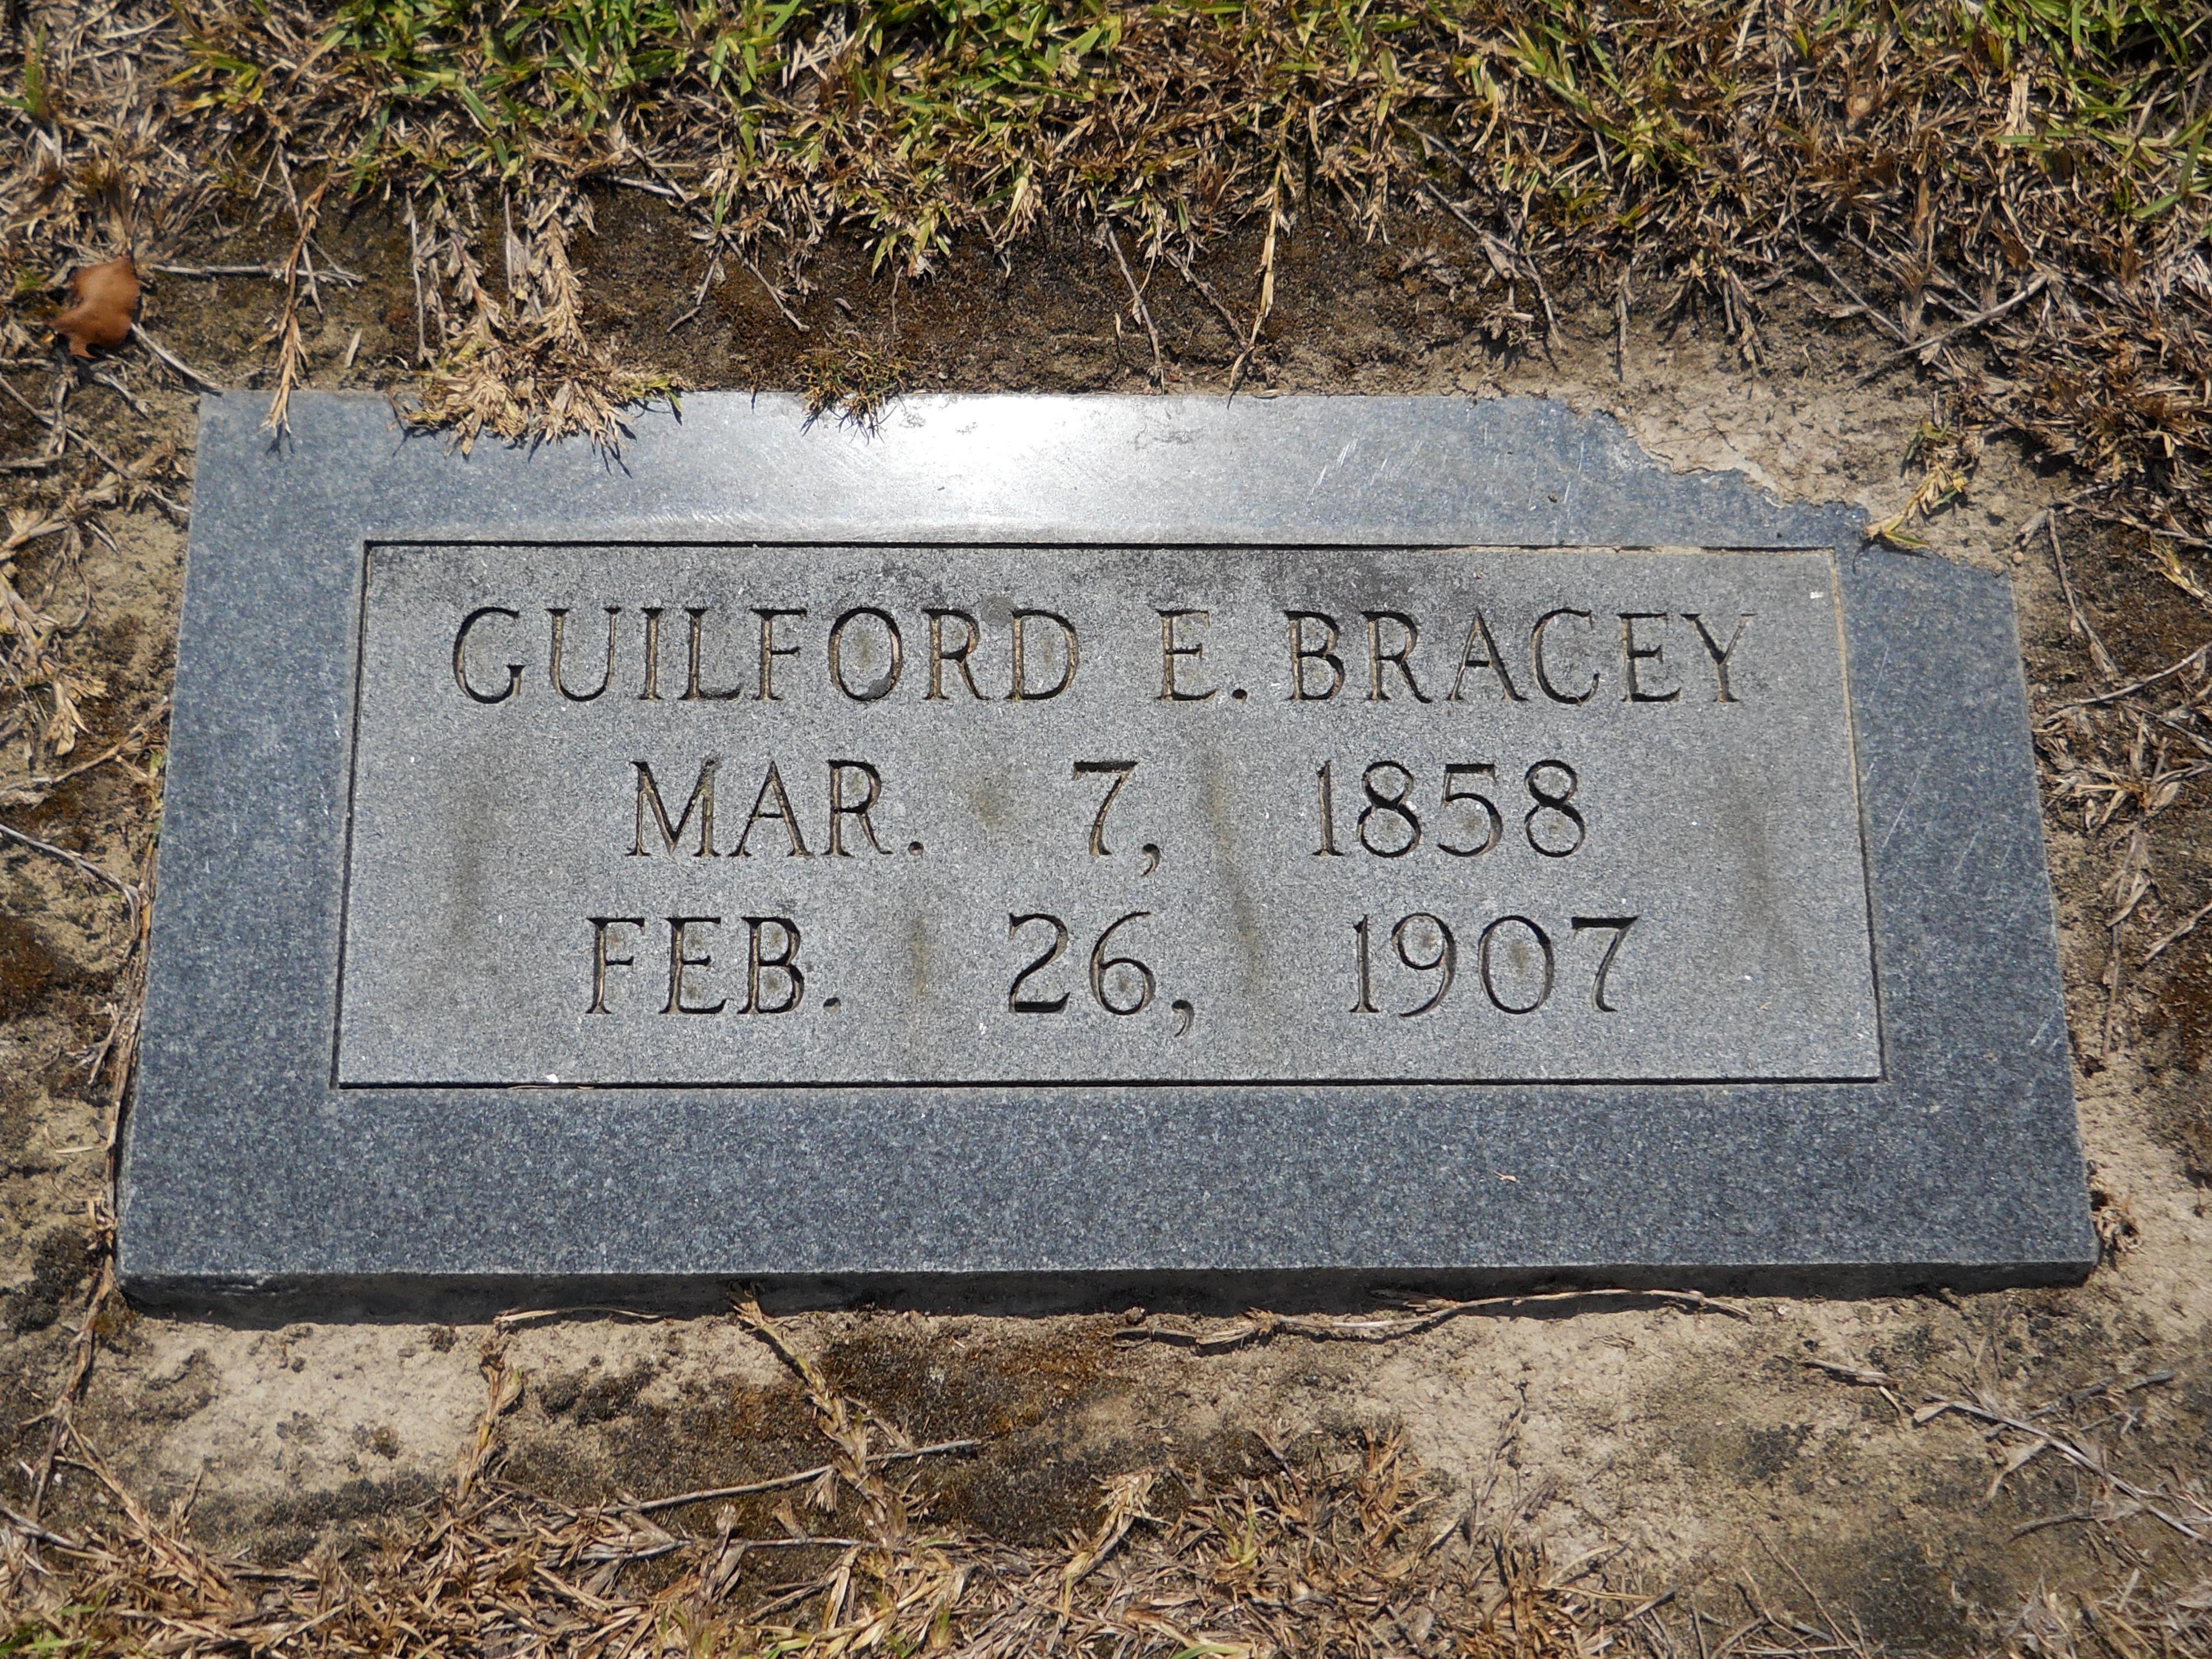 GUILFORD E. BRACEY
MAR. 7, 1858
FEB. 26, 1907